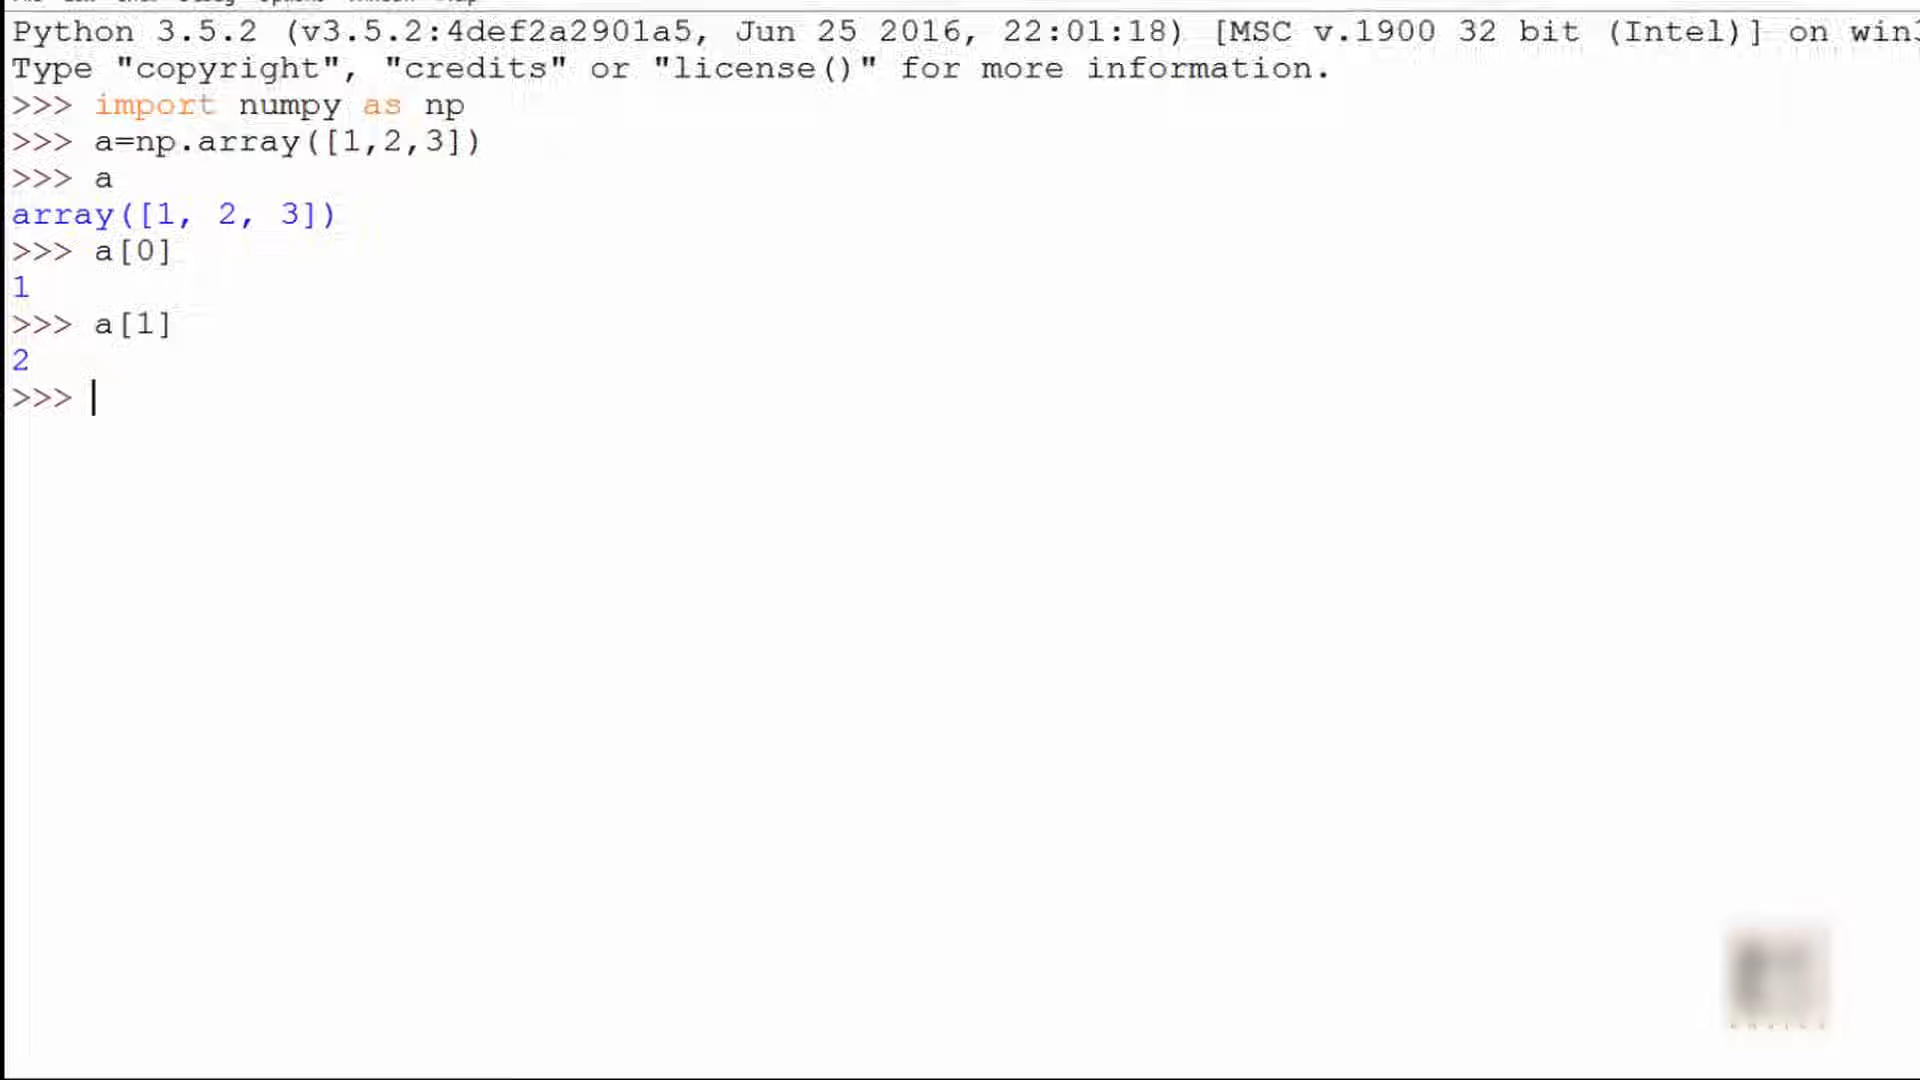 Python 3.5.2 (v3.5.2:4def2a2901a5, Jun 25 2016, 22:01:18) [MSC v.1900 32 bit (Intel)] on win3
Type "copyright", "credits" or "license()" for more information.
>>> import numpy as np
>>> a=np.array([1,2,3])
>>> a
array([1, 2, 3])
>>> a[0]
1
>>> a[1]
2
>>>